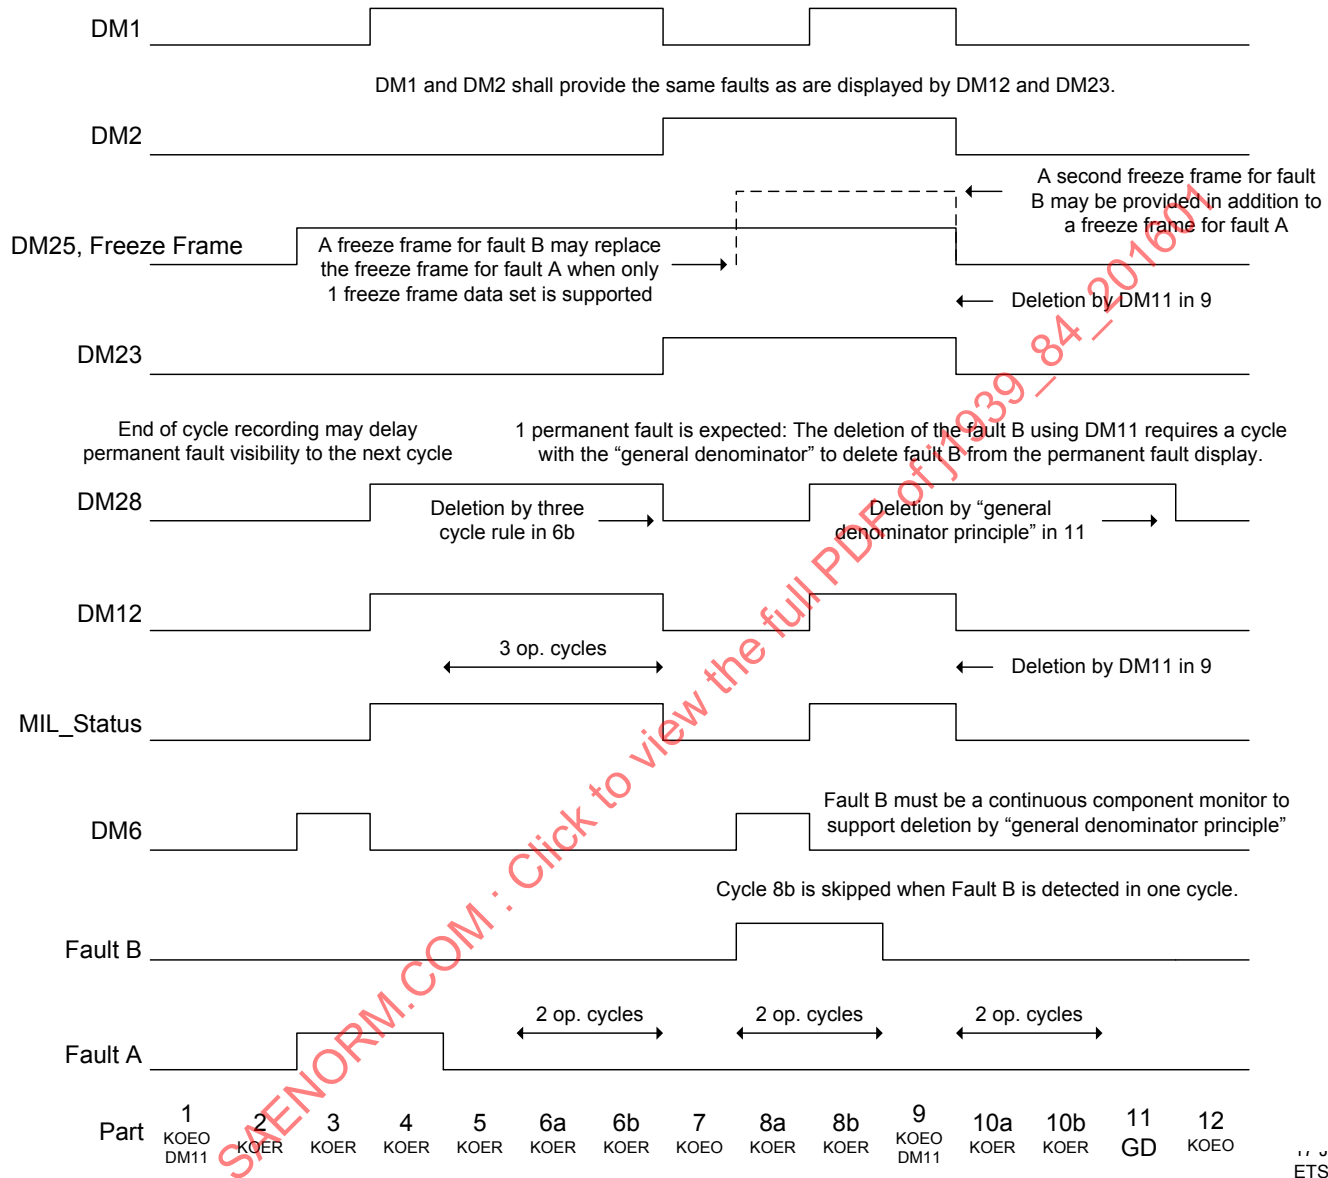 DM1
DM1 and DM2 shall provide the same faults as are displayed by DM12 and DM23.
DM2
A second freeze frame for fault
B may be provided in addition to
a freeze frame for fault A
DM25, Freeze Frame
A freeze frame for fault B may replace
the freeze frame for fault A when only
1 freeze frame data set is supported
Deletion by DM11 in 9
DM23
End of cycle recording may delay
permanent fault visibility to the next cycle
1 permanent fault is expected: The deletion of the fault B using DM11 requires a cycle
with the “general denominator” to delete fault B from the permanent fault display.
DM28
Deletion by three
cycle rule in 6b
Deletion by “general
denominator principle” in 11
DM12
3 op. cycles
Deletion by DM11 in 9
MIL_Status
DM6
Fault B must be a continuous component monitor to
support deletion by “general denominator principle”
Cycle 8b is skipped when Fault B is detected in one cycle.
Fault B
2 op. cycles
2 op. cycles
2 op. cycles
Fault A
Part
1
KOEO
DM11
2
KOER
3
KOER
4
KOER
5
KOER
6a
KOER
6b
KOER
7
KOEO
8a
KOER
8b
KOER
9
KOEO
DM11
10a
KOER
10b
KOER
11
GD
12
KOEO
ETS
SAENORM.COM : Click to view the full PDF of j1939_84_201601